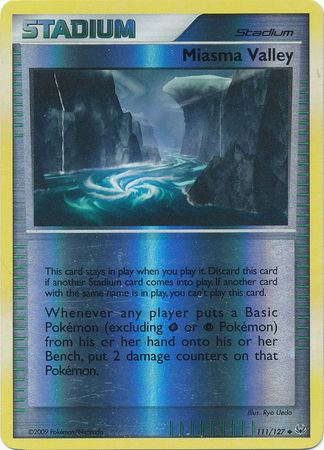 STADIUM
Stadium
Miasma Valley
This card stays in play when you play it. Discard this card
if another Stadium card comes into play. If another card
with the same name is in play, you can't play this card.
Whenever any player puts a Basic
Pokémon (excluding or Pokémon)
from his or her hand onto his or her
Bench, put 2 damage counters on that
Pokémon.
Illus. Ryo Ueda
©2009 Pokémon/Nintendo
111/127